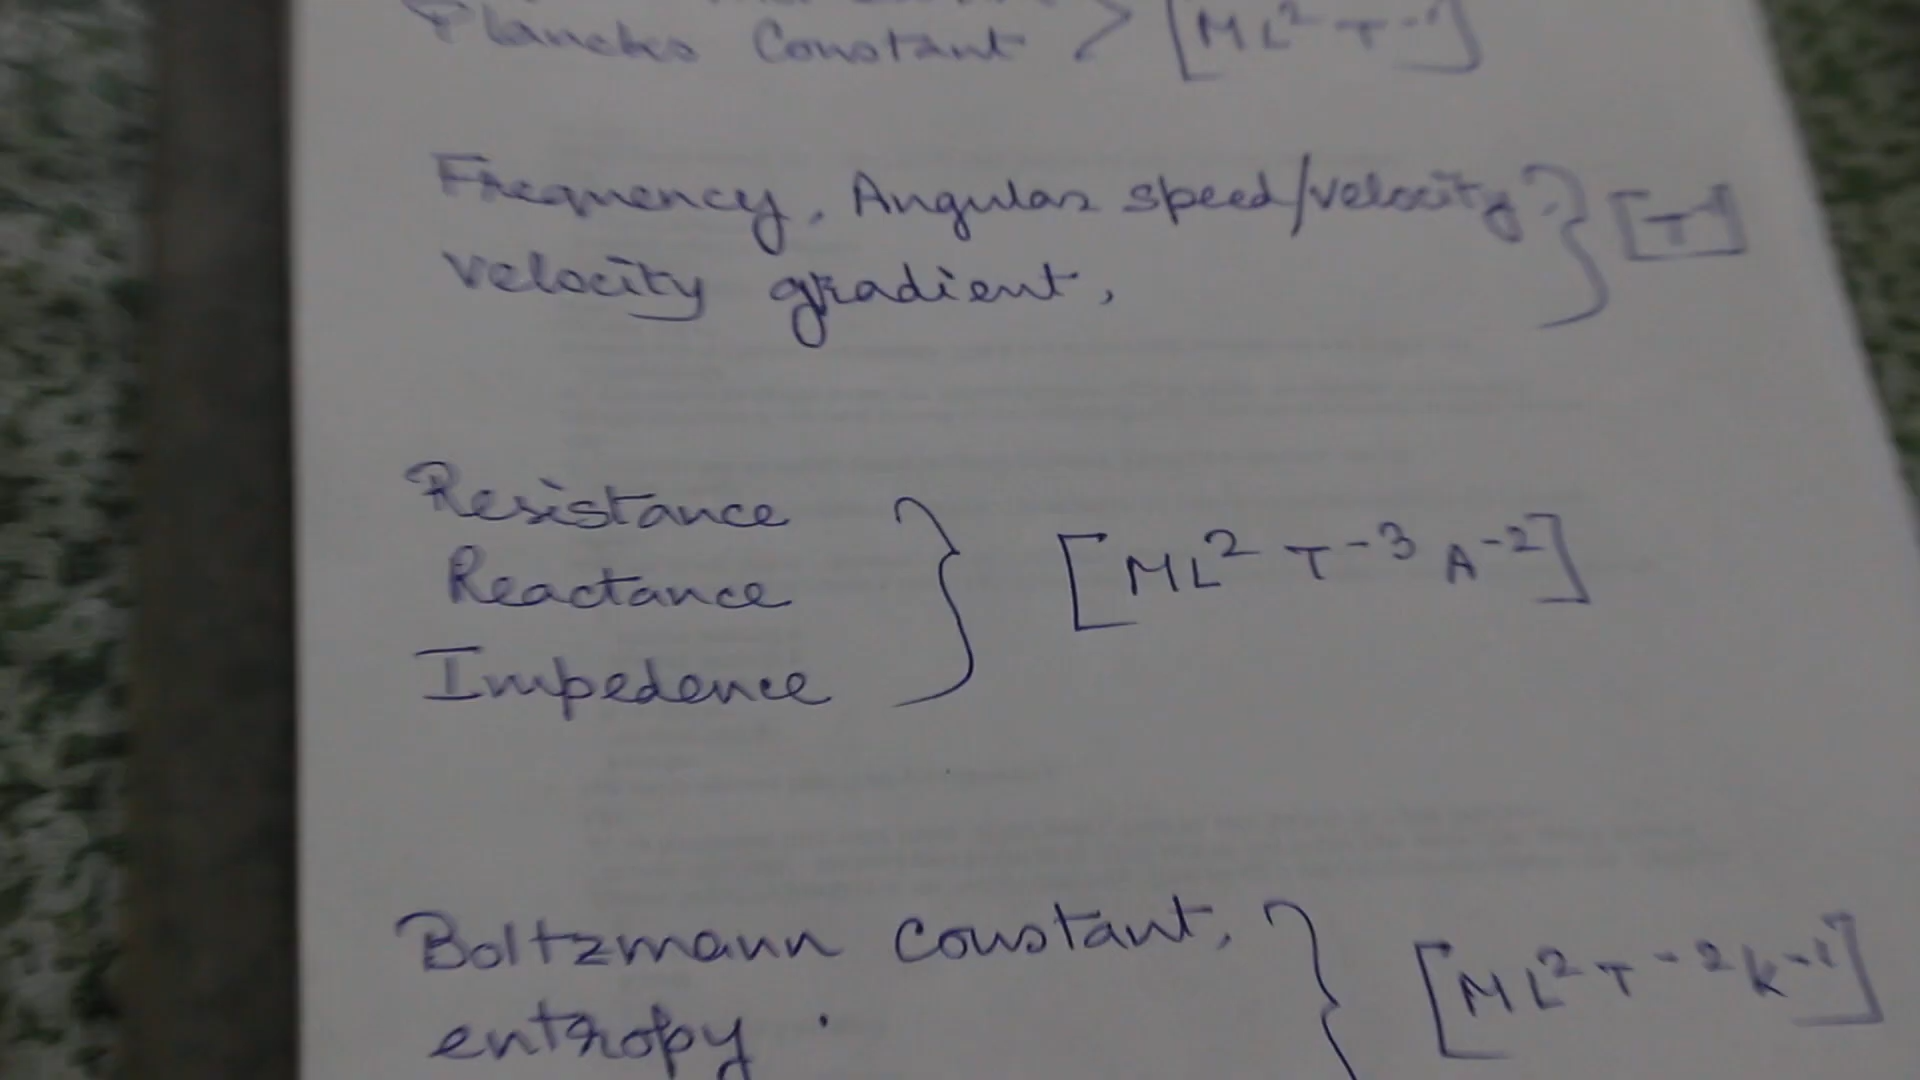 Plancks Constant > [ML² T⁻¹]
Frequency, Angular speed/velocity, } [T⁻¹]
velocity gradient,
Resistance
Reactance } [ML² T⁻³ A⁻²]
Impedence
Boltzmann Constant, } [ML² T⁻² K⁻¹]
entropy .